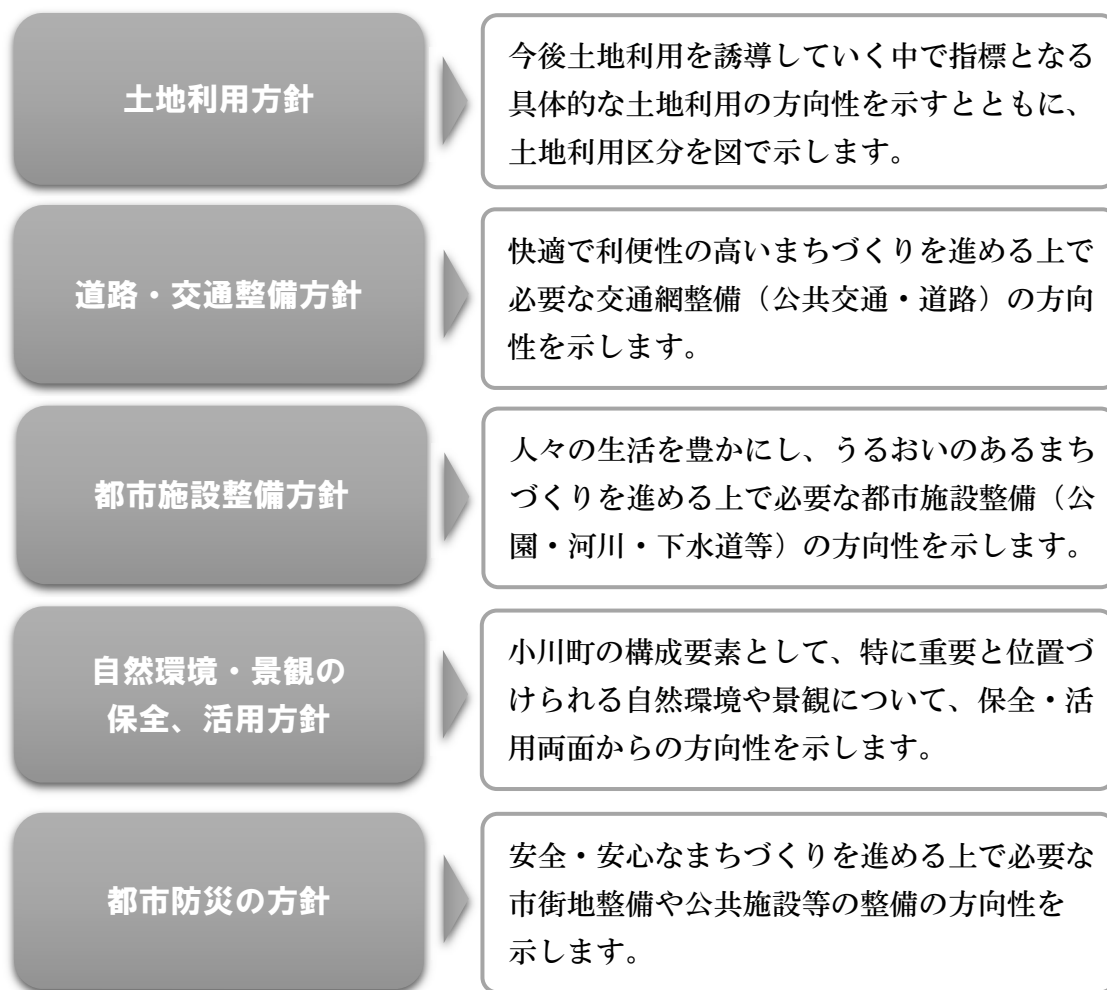 土地利用方針
今後土地利用を誘導していく中で指標となる
具体的な土地利用の方向性を示すとともに、
土地利用区分を図で示します。
道路・交通整備方針
快適で利便性の高いまちづくりを進める上で
必要な交通網整備（公共交通・道路）の方向
性を示します。
都市施設整備方針
人々の生活を豊かにし、うるおいのあるまち
づくりを進める上で必要な都市施設整備（公
園・河川・下水道等）の方向性を示します。
自然環境・景観の
保全、活用方針
小川町の構成要素として、特に重要と位置づ
けられる自然環境や景観について、保全・活
用両面からの方向性を示します。
都市防災の方針
安全・安心なまちづくりを進める上で必要な
市街地整備や公共施設等の整備の方向性を
示します。